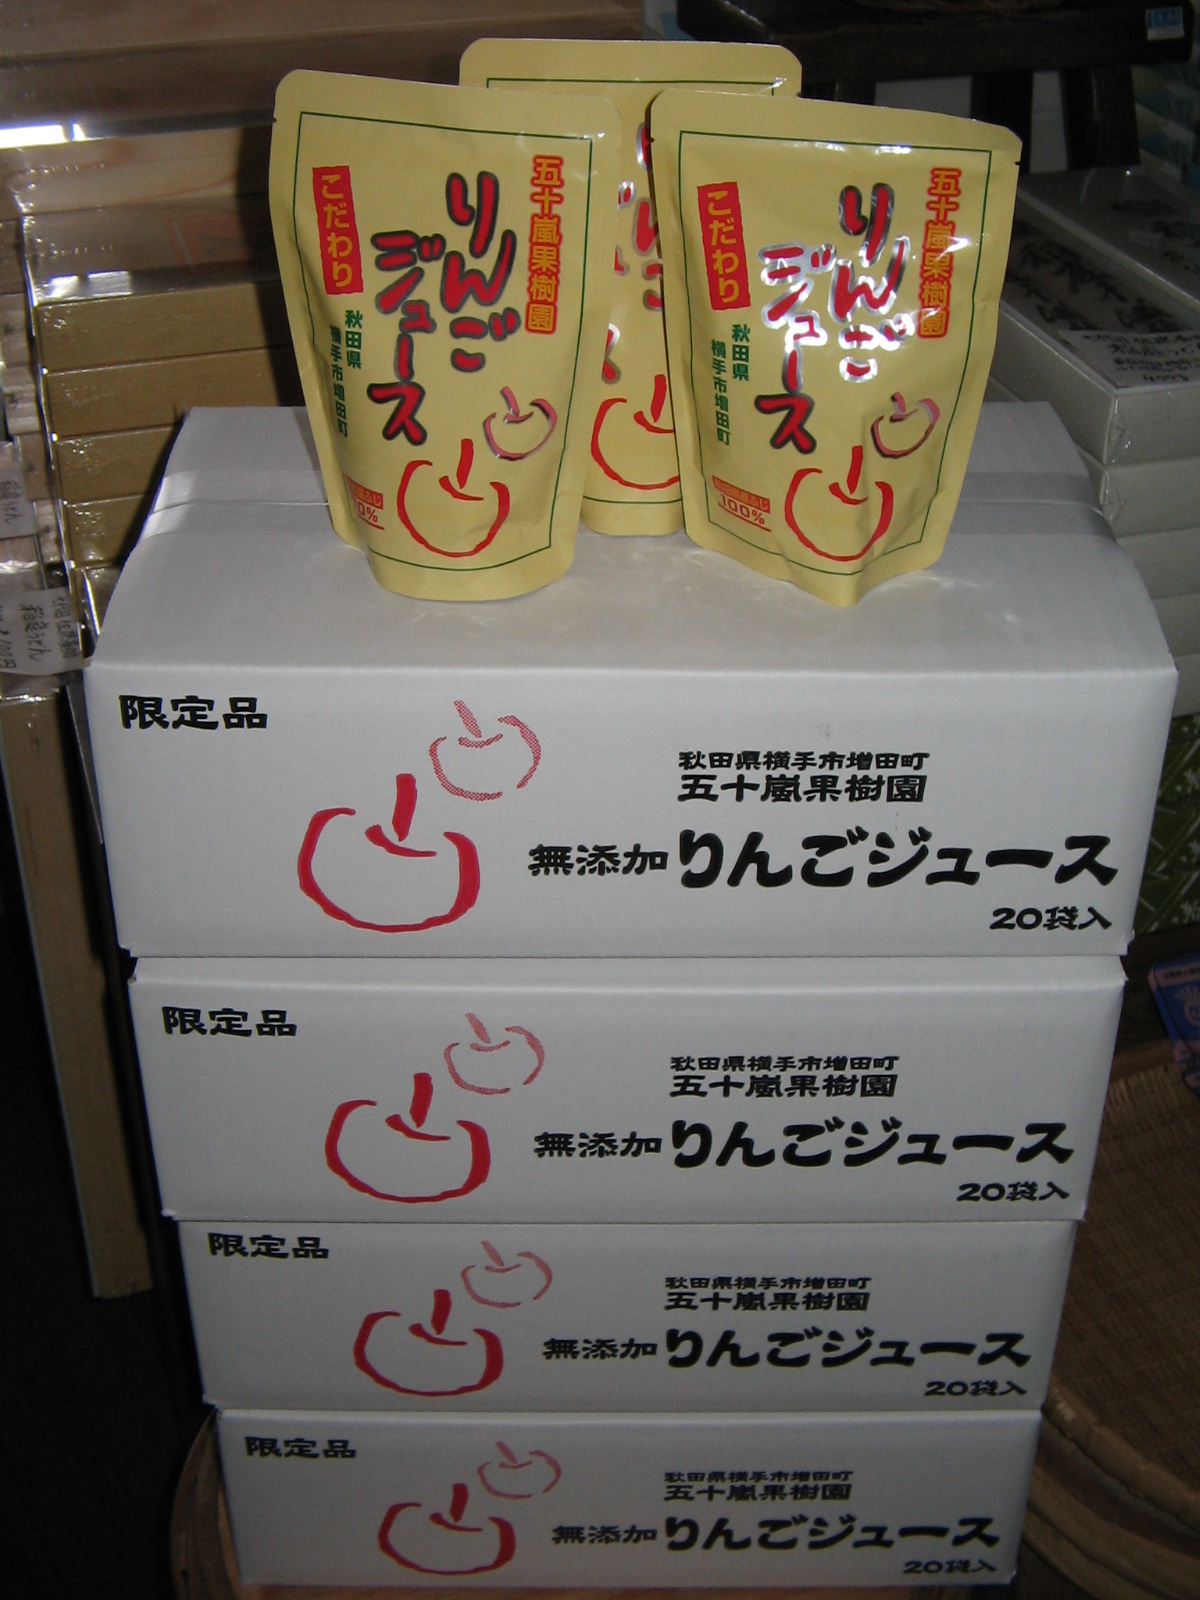 五十嵐果樹園
りんご
ジュース
こだわり
秋田県
横手市増田町
五十嵐果樹園
りんご
ジュース
こだわり
秋田県
横手市増田町
100%
限定品
秋田県横手市増田町
五十嵐果樹園
無添加りんごジュース
20袋入
限定品
秋田県横手市増田町
五十嵐果樹園
無添加りんごジュース
20袋入
限定品
秋田県横手市増田町
五十嵐果樹園
無添加りんごジュース
20袋入
限定品
秋田県横手市増田町
五十嵐果樹園
無添加りんごジュース
20袋入